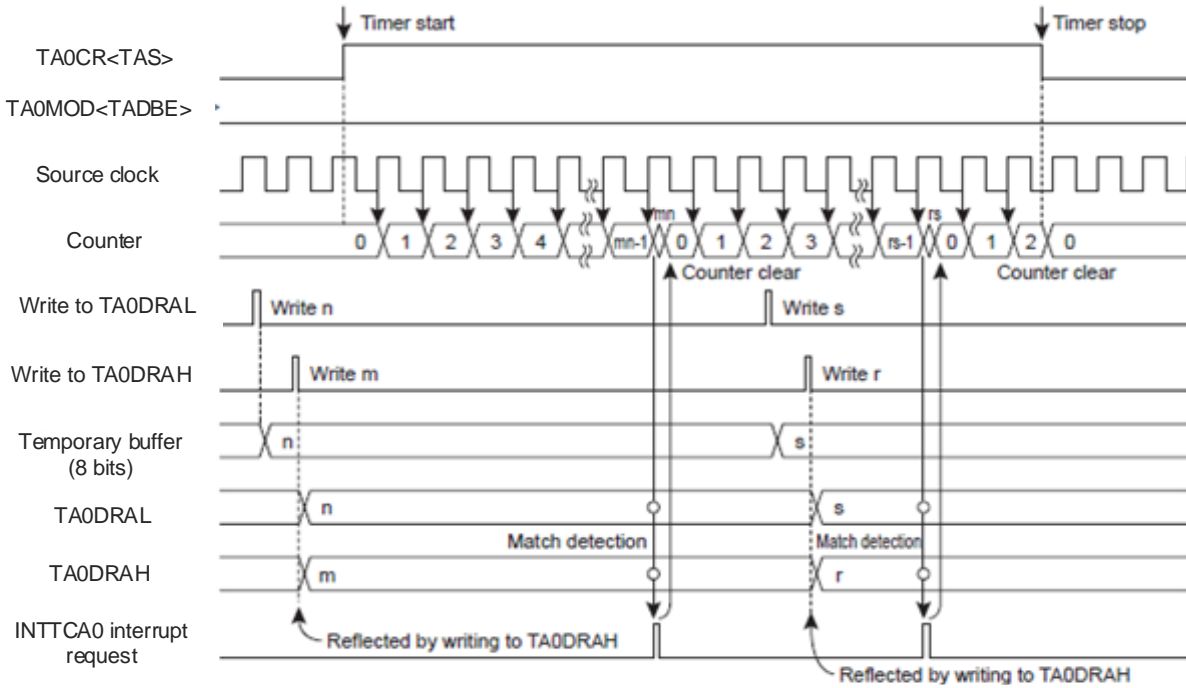 Timer start
Timer stop
TA0CR<TAS>
TA0MOD<TADBE>
Source clock
mn
rs
Counter
0 1 2 3 4 mn-1 0 1 2 3 rs-1 0 1 2 0
Counter clear
Counter clear
Write to TA0DRAL
Write n
Write s
Write to TA0DRAH
Write m
Write r
Temporary buffer
(8 bits)
n
s
TA0DRAL
n
s
Match detection
Match detection
TA0DRAH
m
r
INTTCA0 interrupt
request
Reflected by writing to TA0DRAH
Reflected by writing to TA0DRAH